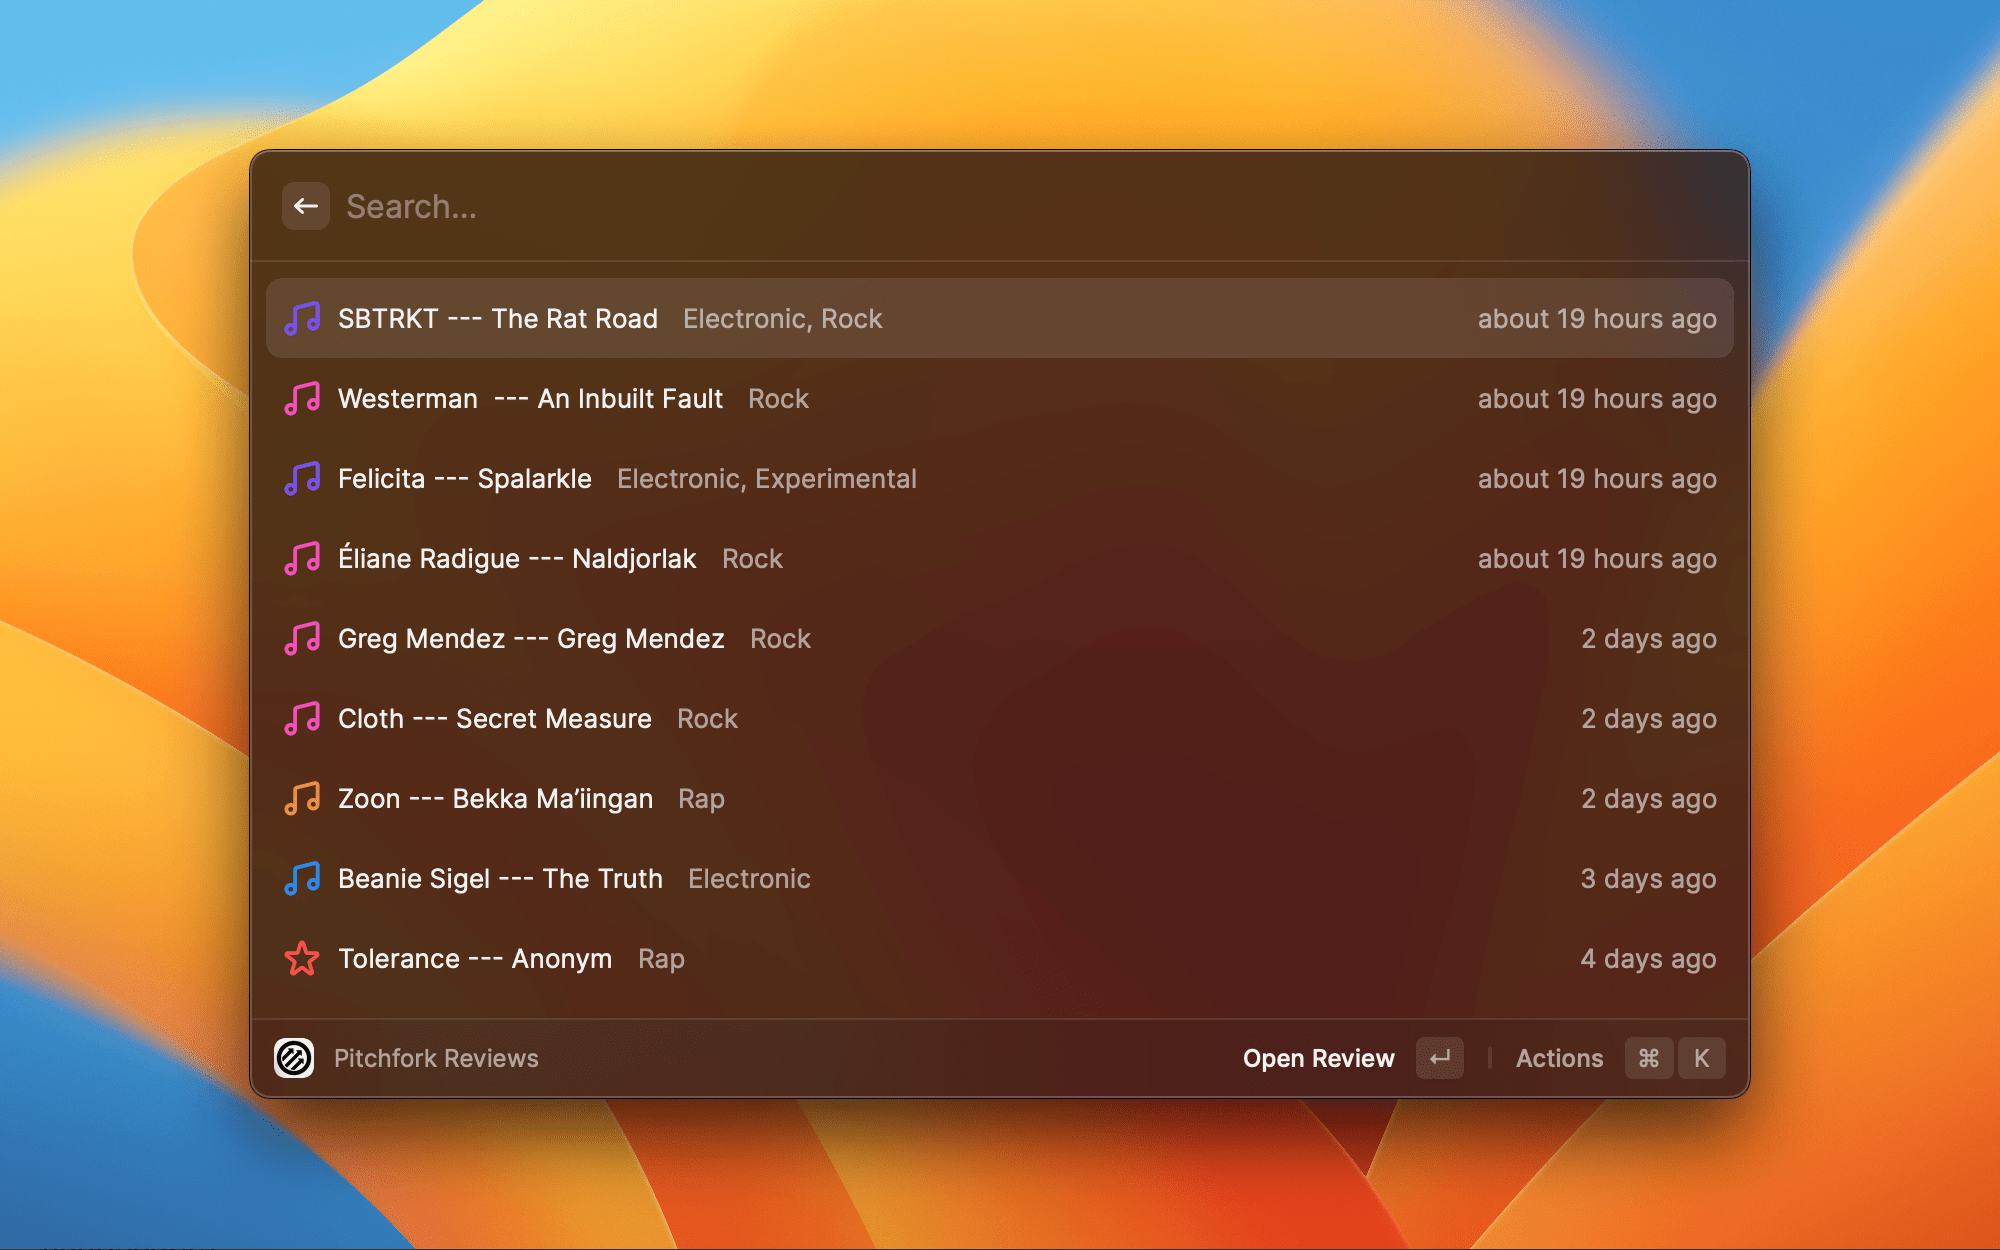 Search...
SBTRKT --- The Rat Road Electronic, Rock about 19 hours ago
Westerman  --- An Inbuilt Fault Rock about 19 hours ago
Felicita --- Spalarkle Electronic, Experimental about 19 hours ago
Éliane Radigue --- Naldjorlak Rock about 19 hours ago
Greg Mendez --- Greg Mendez Rock 2 days ago
Cloth --- Secret Measure Rock 2 days ago
Zoon --- Bekka Ma’iingan Rap 2 days ago
Beanie Sigel --- The Truth Electronic 3 days ago
Tolerance --- Anonym Rap 4 days ago
Pitchfork Reviews Open Review ↵ | Actions ⌘ K